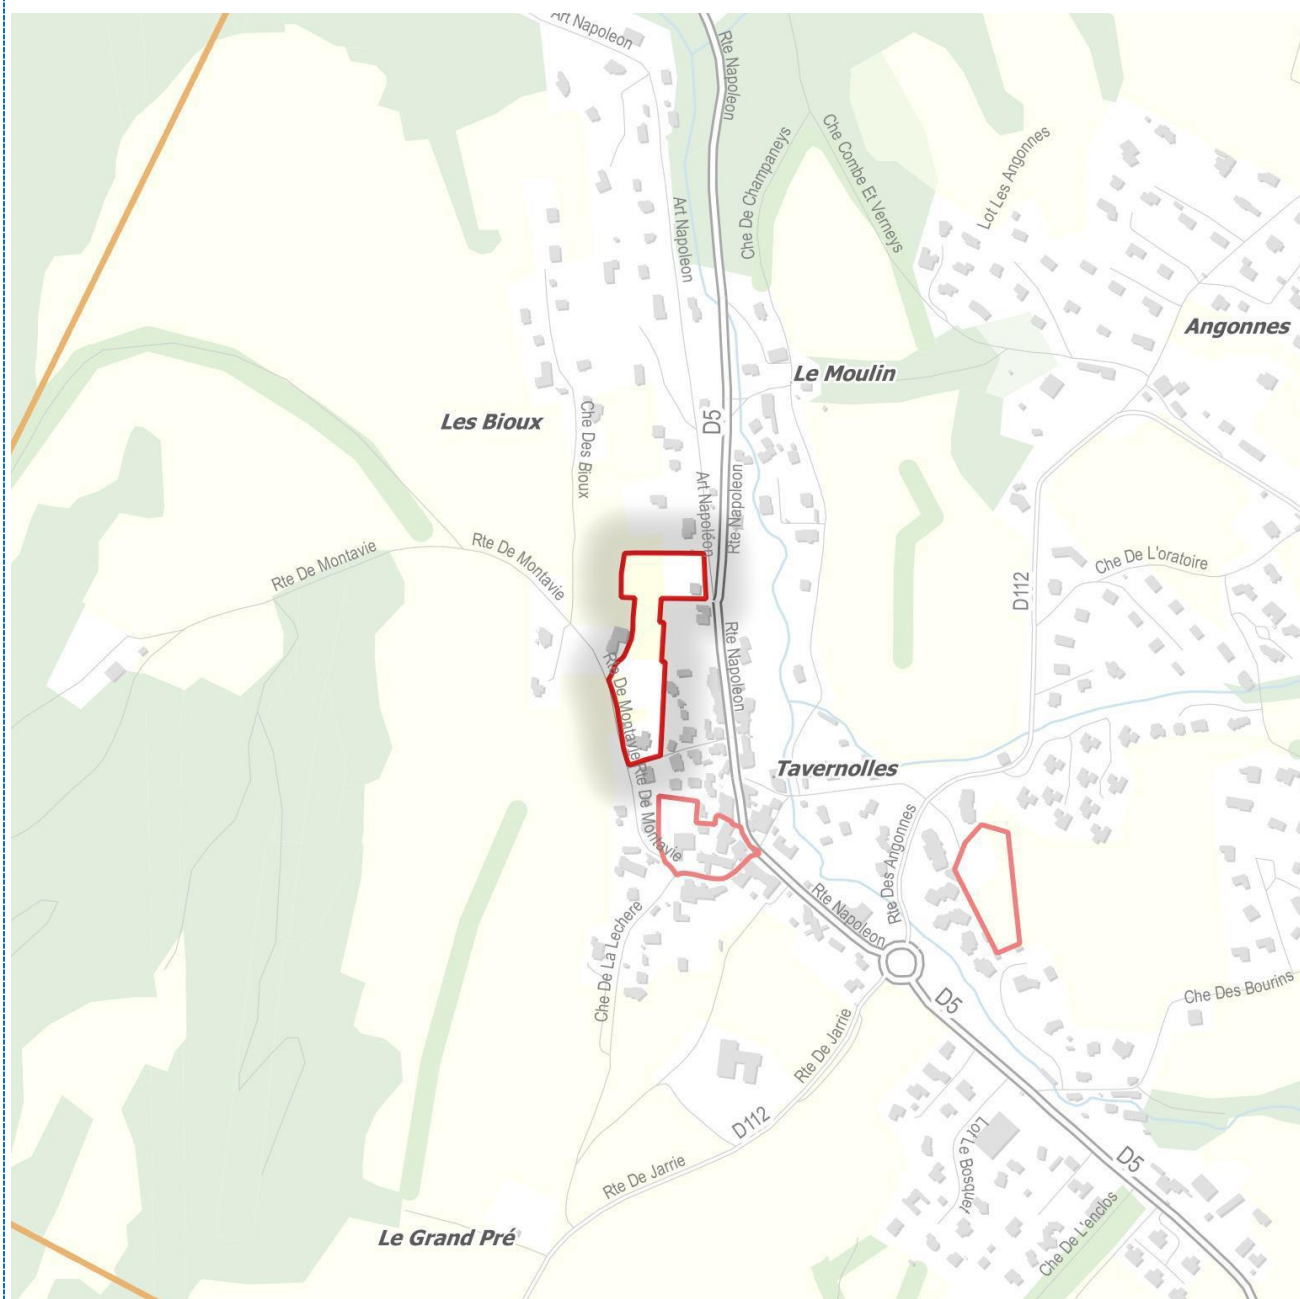 Art Napoleon
Rte Napoleon
Che De Champaneys
Che Combe Et Verneys
Lot Les Angonnes
Art Napoleon
Angonnes
Le Moulin
Les Bioux
D5
Che Des Bioux
Art Napoléon
Rte Napoleon
D112
Che De L'oratoire
Rte De Montavie
Rte De Montavie
Rte Napoleon
Rte De Montavie
Tavernolles
Rte De Montavie
Rte Des Angonnes
Rte Napoleon
Che De La Lechere
Che Des Bourins
D5
Rte De Jarrie
D112
Lot Le Bosquet
D5
Rte De Jarrie
Che De L'enclos
Le Grand Pré